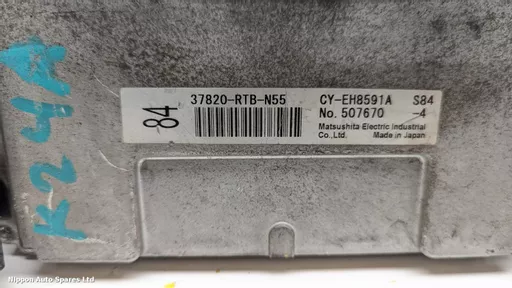 K24A
84
37820-RTB-N55
CY-EH8591A S84
No. 507670 -4
Matsushita Electric Industrial
Co.,Ltd. Made in Japan
Nippon Auto Spares Ltd